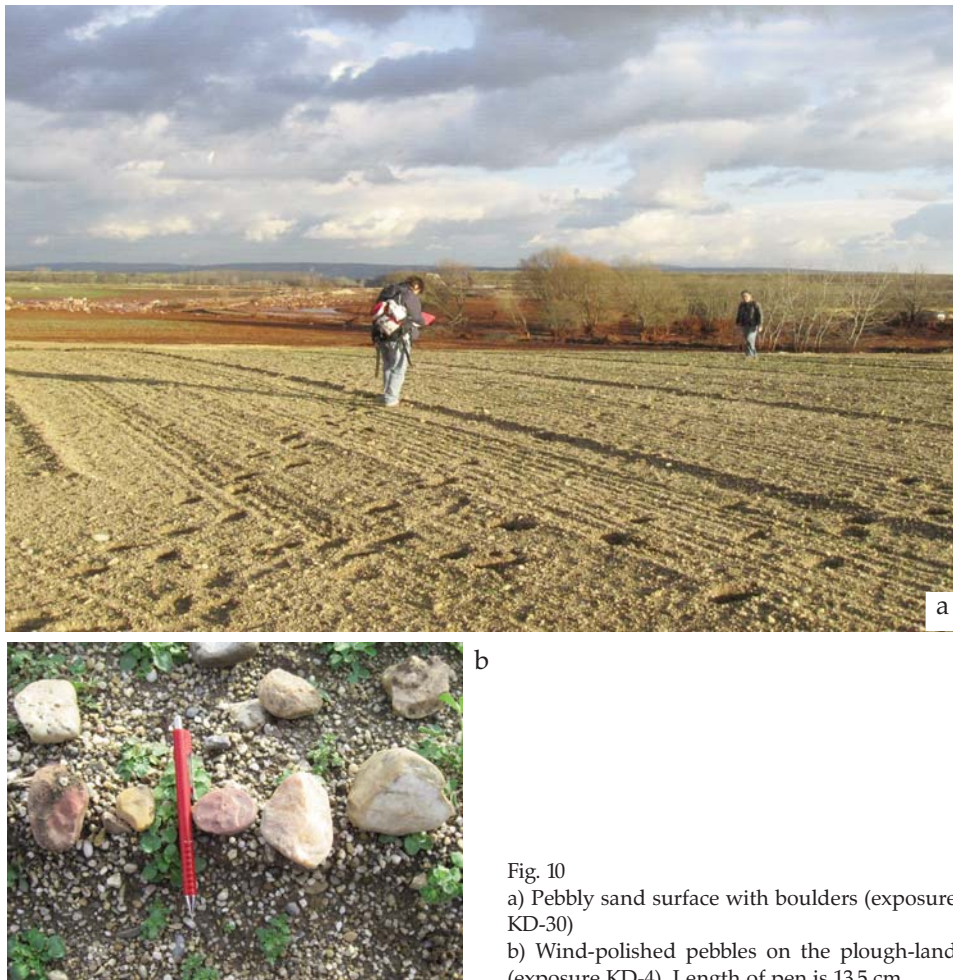 a
b
Fig. 10
a) Pebbly sand surface with boulders (exposure
KD-30)
b) Wind-polished pebbles on the plough-land
(exposure KD-4). Length of pen is 13.5 cm